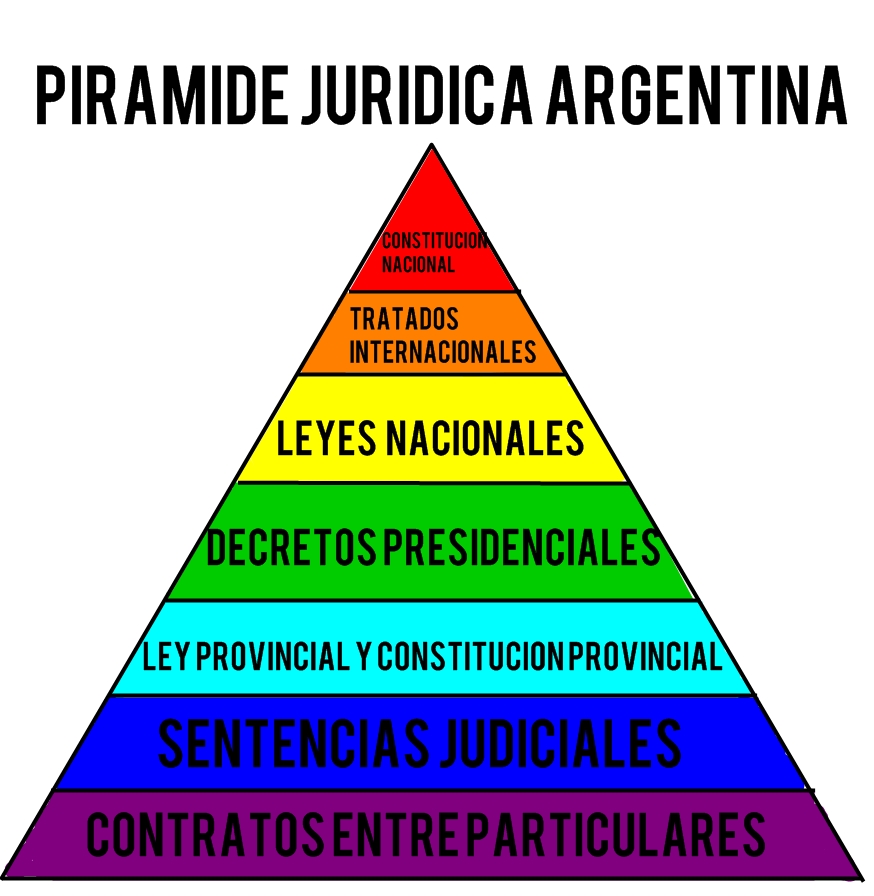 PIRAMIDE JURIDICA ARGENTINA
CONSTITUCION
NACIONAL
TRATADOS
INTERNACIONALES
LEYES NACIONALES
DECRETOS PRESIDENCIALES
LEY PROVINCIAL Y CONSTITUCION PROVINCIAL
SENTENCIAS JUDICIALES
CONTRATOS ENTRE PARTICULARES